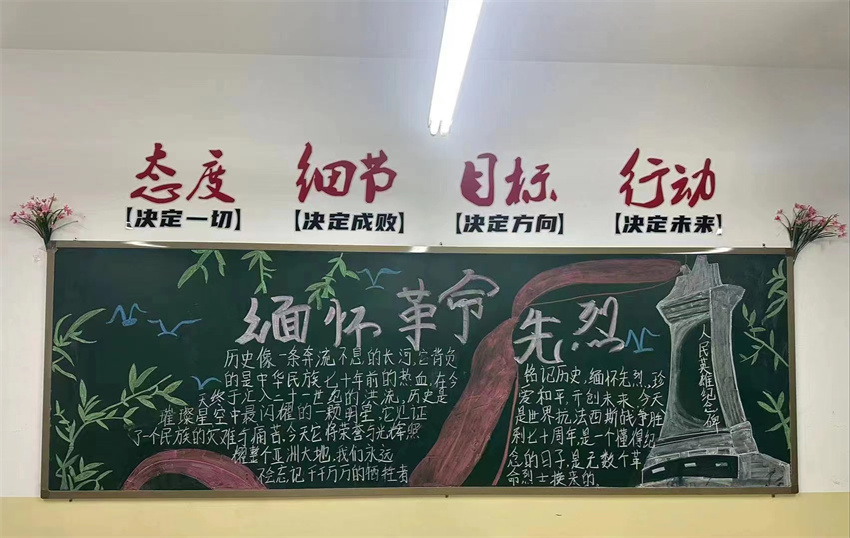 态度 细节 目标 行动
【决定一切】 【决定成败】 【决定方向】 【决定未来】
缅怀革命先烈
历史像一条奔流不息的长河,它背负
的是中华民族七十年前的热血,在今
天终于汇入二十一世纪的洪流,历史是
璀璨星空中最闪耀的一颗明星,它见证
了一个民族的灾难于痛苦,今天它将荣誉与光辉照
耀整个亚洲大地,我们永远
不会忘记千千万万的牺牲者
铭记历史,缅怀先烈,珍
爱和平,开创未来,今天
是世界抗法西斯战争胜
利七十周年,是一个懂得纪
念的日子,是无数个革
命烈士换来的
人民英雄纪念碑